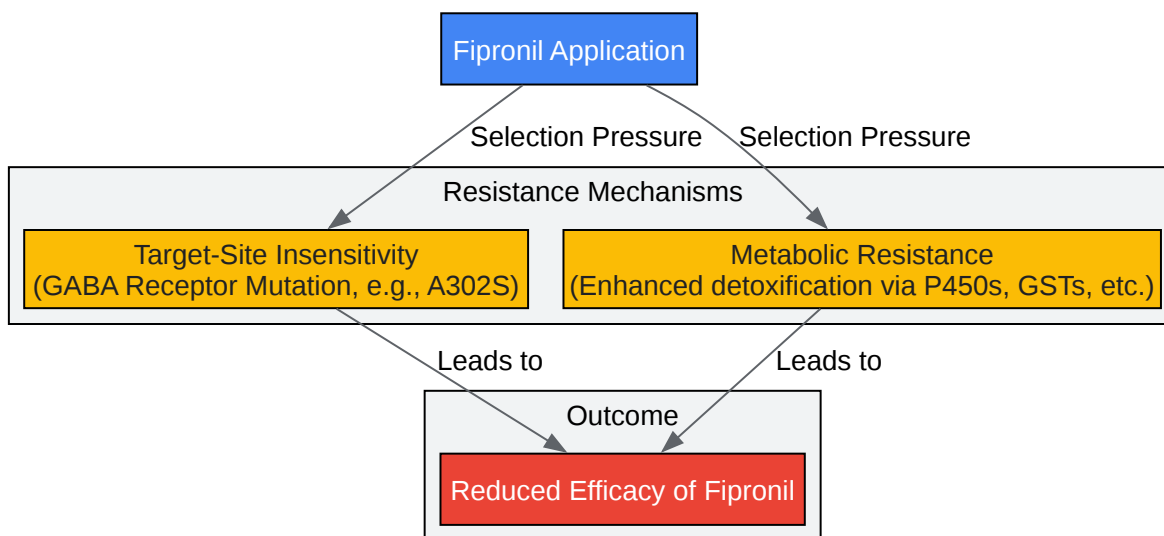 Fipronil Application
Selection Pressure
Selection Pressure
Resistance Mechanisms
Target-Site Insensitivity
(GABA Receptor Mutation, e.g., A302S)
Metabolic Resistance
(Enhanced detoxification via P450s, GSTs, etc.)
Leads to
Leads to
Outcome
Reduced Efficacy of Fipronil